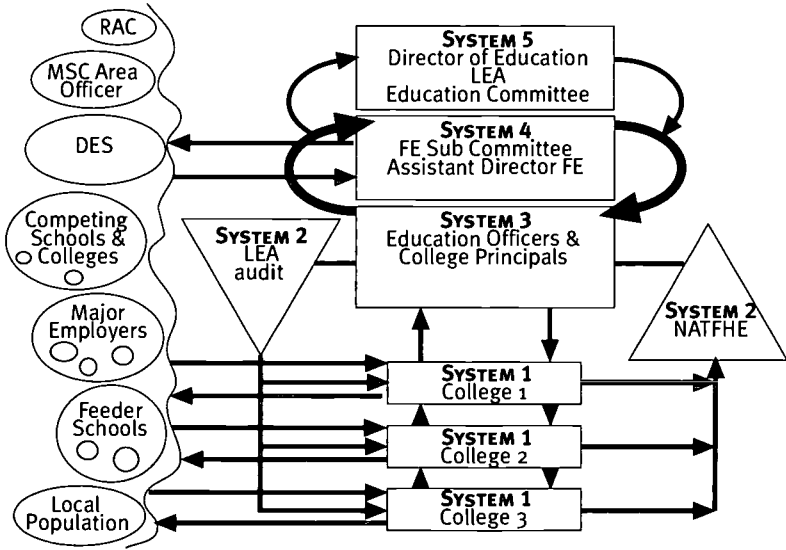 RAC
MSC Area
Officer
DES
Competing
Schools &
Colleges
Major
Employers
Feeder
Schools
Local
Population
SYSTEM 5
Director of Education
LEA
Education Committee
SYSTEM 4
FE Sub Committee
Assistant Director FE
SYSTEM 3
Education Officers &
College Principals
SYSTEM 2
LEA
audit
SYSTEM 2
NATFHE
SYSTEM 1
College 1
SYSTEM 1
College 2
SYSTEM 1
College 3